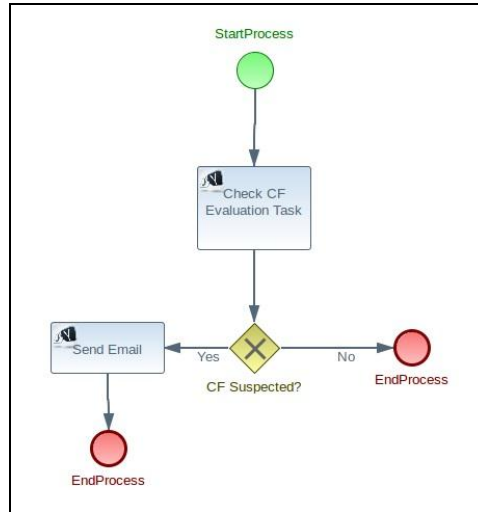 StartProcess
Check CF
Evaluation Task
Send Email
Yes
No
CF Suspected?
EndProcess
EndProcess